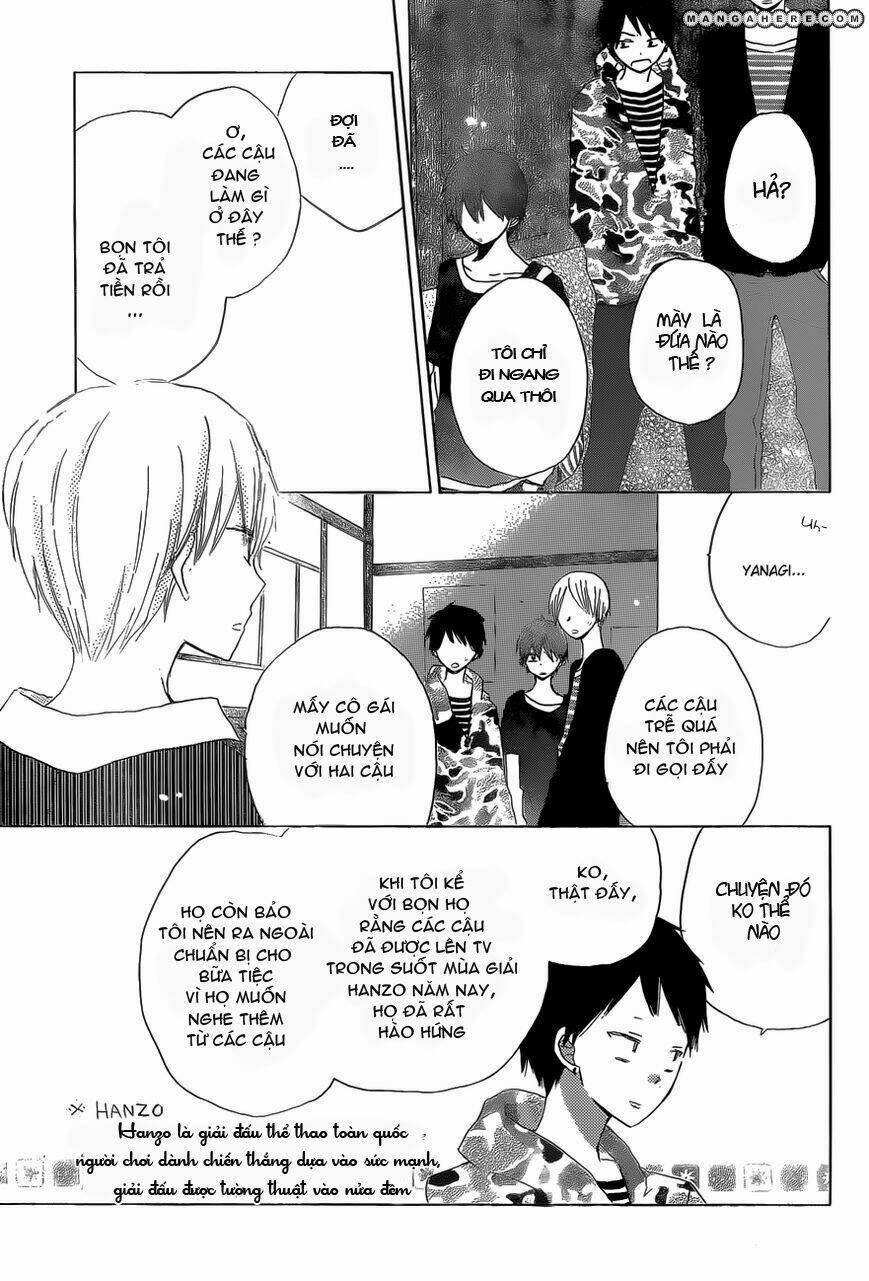 MANGAHERE.COM
HẢ?
MÀY LÀ
ĐỨA NÀO
THẾ ?
TÔI CHỈ
ĐI NGANG
QUA THÔI
ĐỢI
ĐÃ
....
Ơ,
CÁC CẬU
ĐANG
LÀM GÌ
Ở ĐÂY
THẾ ?
BỌN TÔI
ĐÃ TRẢ
TIỀN RỒI
...
Uh-
YANAGI...
CÁC CẬU
TRỄ QUÁ
NÊN TÔI PHẢI
ĐI GỌI ĐẤY
MẤY CÔ GÁI
MUỐN
NÓI CHUYỆN
VỚI HAI CẬU
CHUYỆN ĐÓ
KO THỂ
NÀO
KO,
THẬT ĐẤY,
KHI TÔI KỂ
VỚI BỌN HỌ
RẰNG CÁC CẬU
ĐÃ ĐƯỢC LÊN TV
TRONG SUỐT MÙA GIẢI
HANZO NĂM NAY,
HỌ ĐÃ RẤT
HÀO HỨNG
HỌ CÒN BẢO
TÔI NÊN RA NGOÀI
CHUẨN BỊ CHO
BỮA TIỆC
VÌ HỌ MUỐN
NGHE THÊM
TỪ CÁC CẬU
※ HANZO
Hanzo là giải đấu thể thao toàn quốc
người chơi dành chiến thắng dựa vào sức mạnh,
giải đấu được tường thuật vào nửa đêm